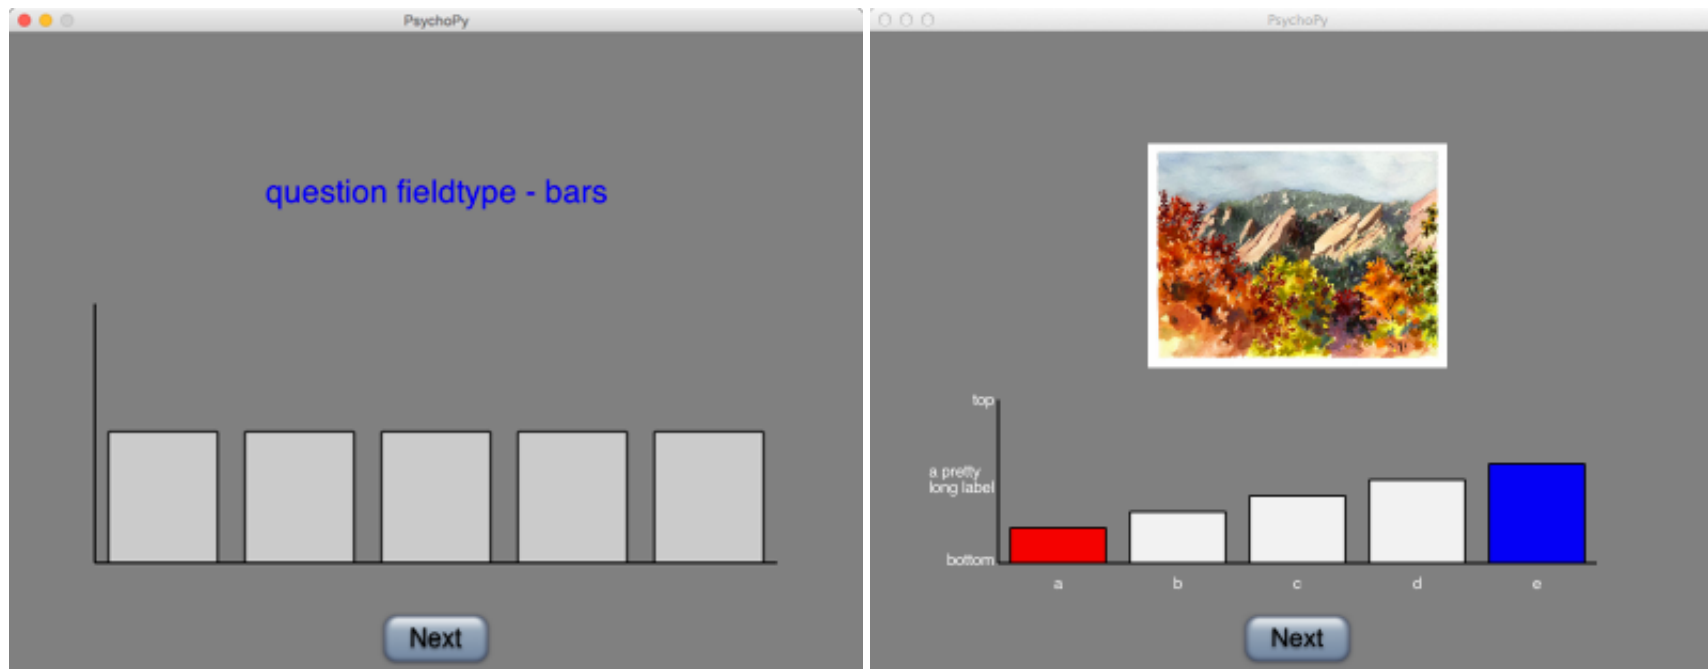 PsychoPy
question fieldtype - bars
Next
PsychoPy
top
a pretty
long label
bottom
a b c d e
Next